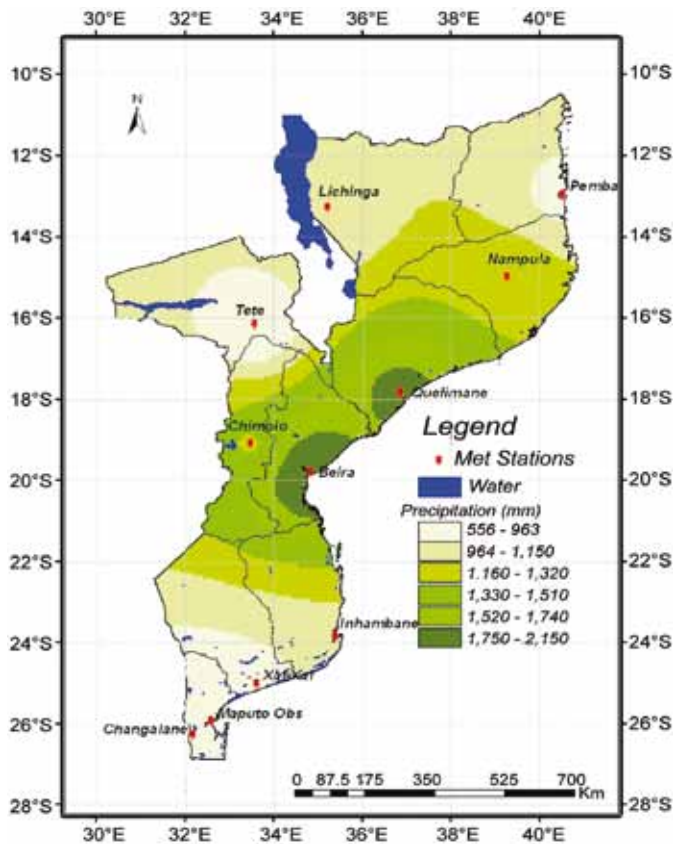 30°E 32°E 34°E 36°E 38°E 40°E
10°S 10°S
N
12°S 12°S
Lichinga
Pemba
14°S 14°S
Nampula
Tete
16°S 16°S
18°S 18°S
Quelimane
Chimoio
Legend
Met Stations
Beira
Water
20°S 20°S
Precipitation (mm)
556 - 963
964 - 1,150
22°S 22°S
1.160 - 1,320
1,330 - 1,510
1,520 - 1,740
1,750 - 2,150
Inhambane
24°S 24°S
Xai-Xai
Maputo Obs
26°S 26°S
Changalane
0 87.5 175 350 525 700
Km
28°S 28°S
30°E 32°E 34°E 36°E 38°E 40°E